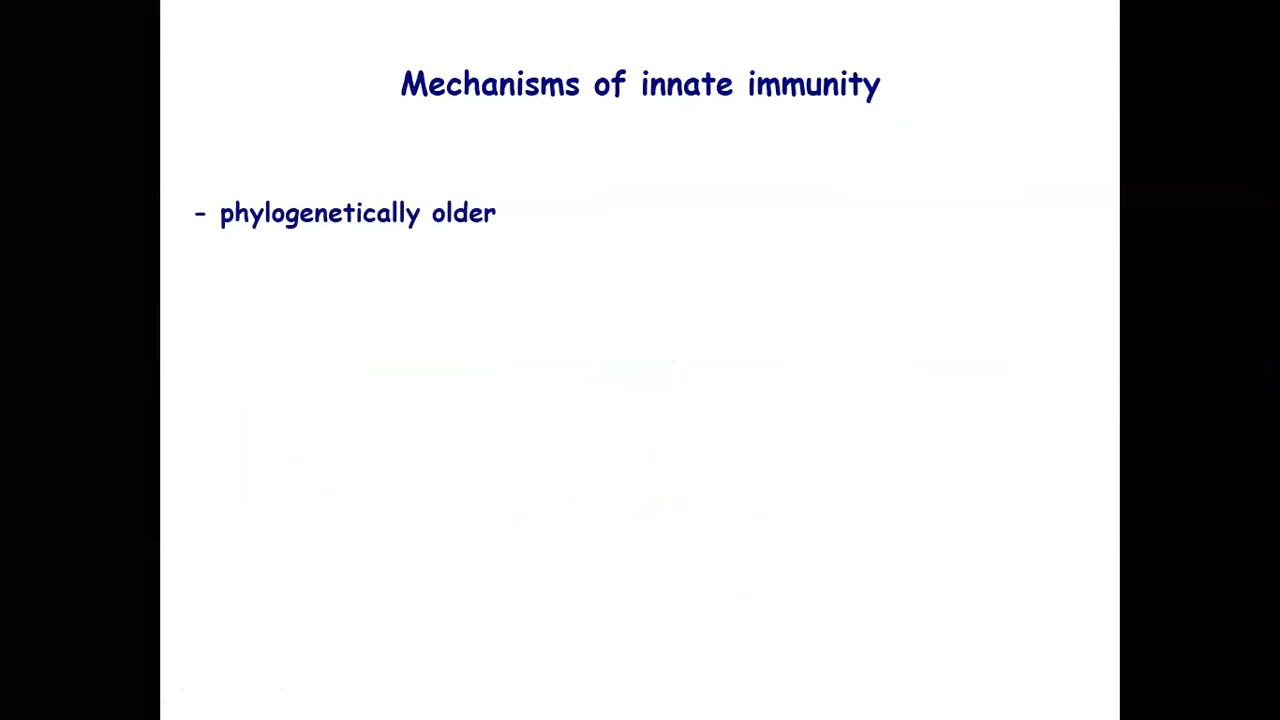 Mechanisms of innate immunity
- phylogenetically older